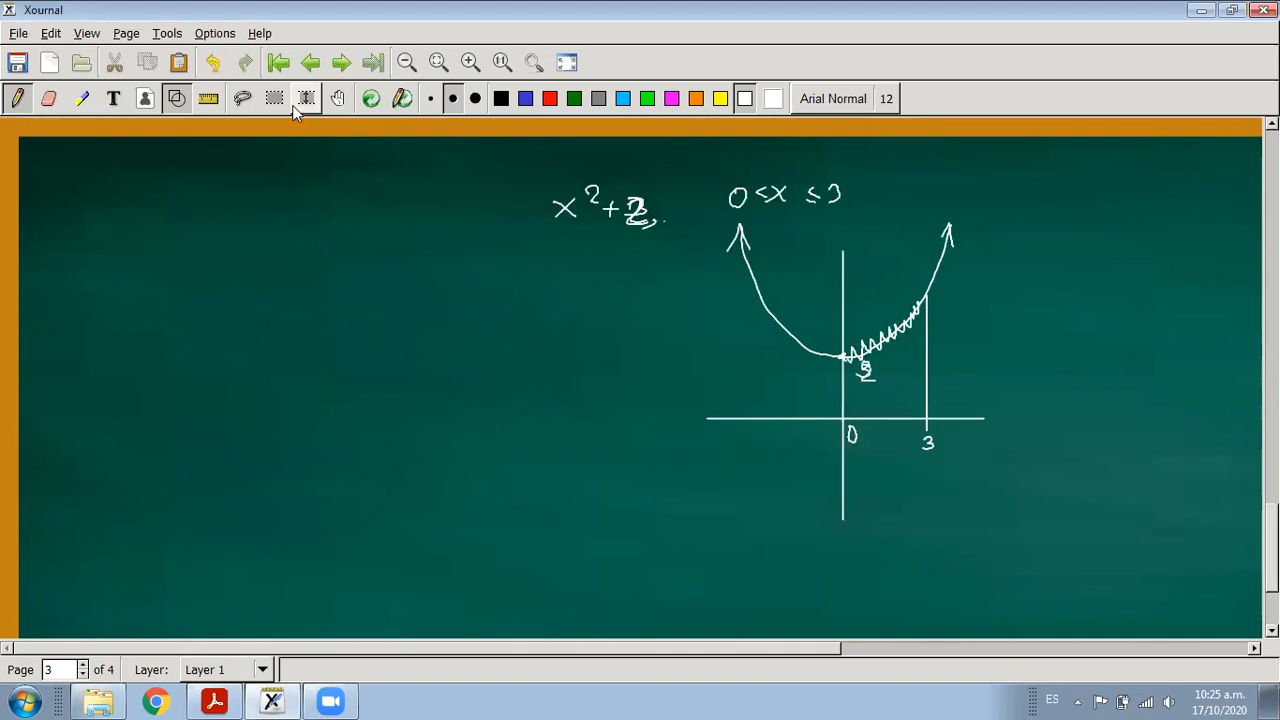 Xournal
File Edit View Page Tools Options Help
Arial Normal 12
x² + 2,
0 < x ≤ 3
2
0
3
Page 3 of 4 Layer: Layer 1
ES
10:25 a.m.
17/10/2020